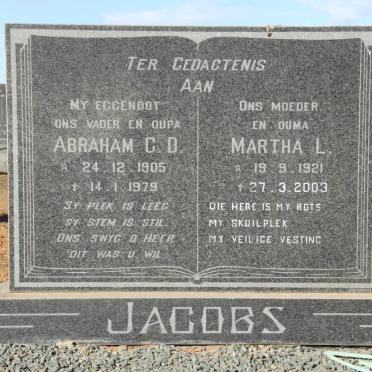 TER GEDAGTENIS
AAN
MY EGGENOOT
ONS VADER EN OUPA
ABRAHAM C. D.
* 24.12.1905
† 14.1.1979
SY PLEK IS LEEG
SY STEM IS STIL,
ONS SWYG O HEER
DIT WAS U WIL
ONS MOEDER
EN OUMA
MARTHA L.
* 19.9.1921
† 27.3.2003
DIE HERE IS MY ROTS
MY SKUILPLEK
MY VEILIGE VESTING
JACOBS